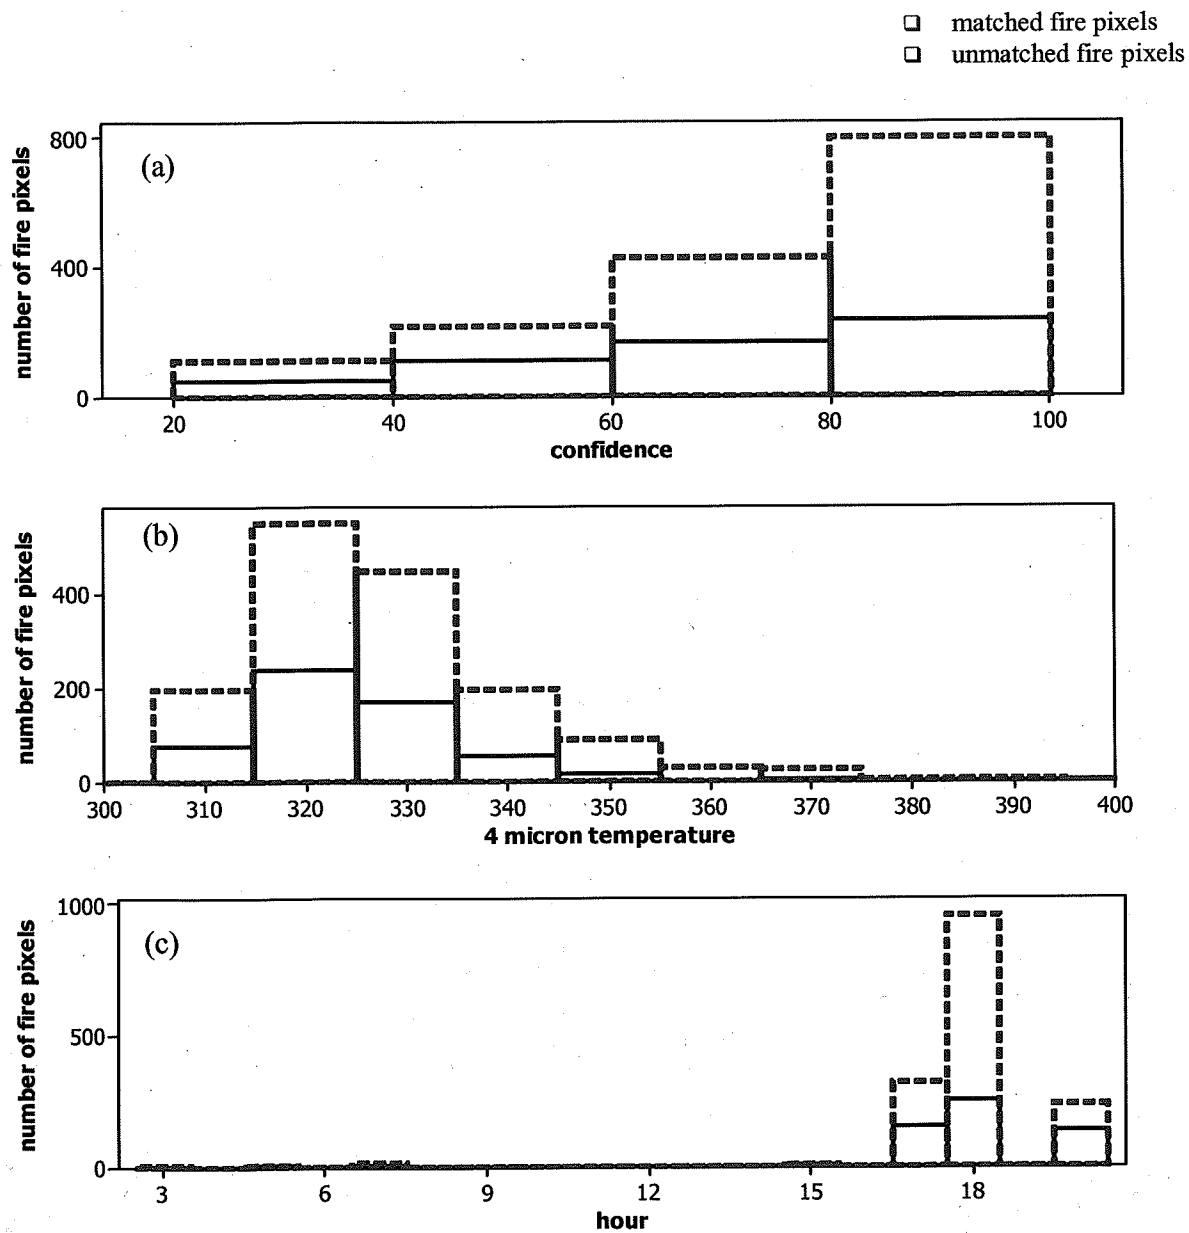 matched fire pixels
unmatched fire pixels
(a)
number of fire pixels
800
400
0
20 40 60 80 100
confidence
(b)
number of fire pixels
400
200
0
300 310 320 330 340 350 360 370 380 390 400
4 micron temperature
(c)
number of fire pixels
1000
500
0
3 6 9 12 15 18
hour